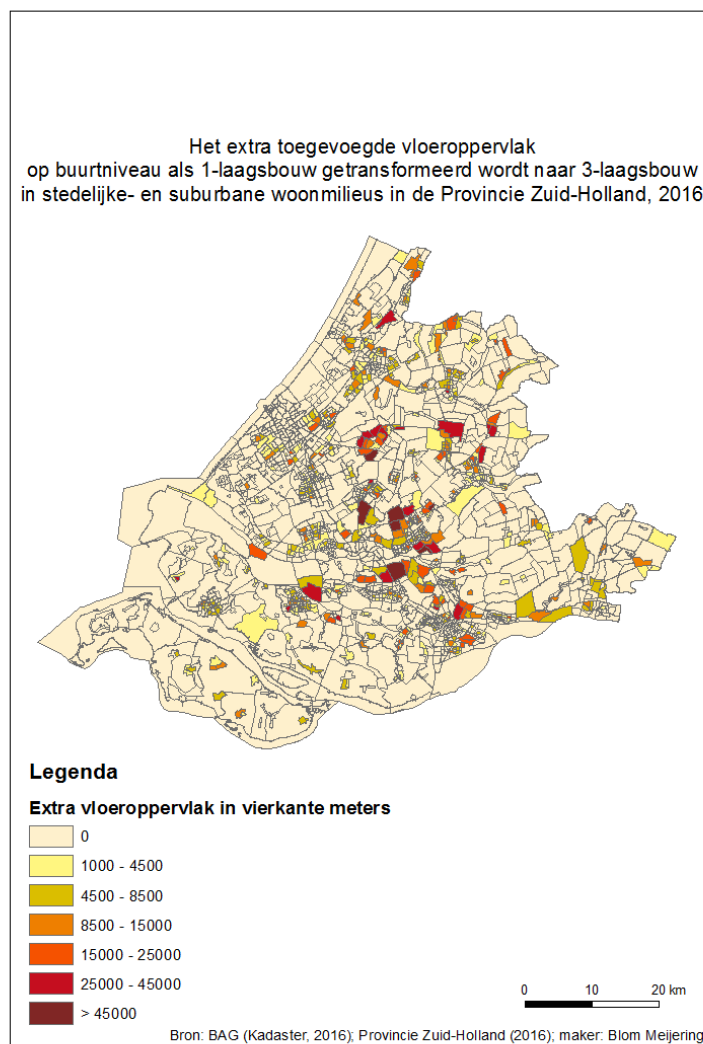 Het extra toegevoegde vloeroppervlak
op buurtniveau als 1-laagsbouw getransformeerd wordt naar 3-laagsbouw
in stedelijke- en suburbane woonmilieus in de Provincie Zuid-Holland, 2016
Legenda
Extra vloeroppervlak in vierkante meters
0
1000 - 4500
4500 - 8500
8500 - 15000
15000 - 25000
25000 - 45000
> 45000
0 10 20 km
Bron: BAG (Kadaster, 2016); Provincie Zuid-Holland (2016); maker: Blom Meijering